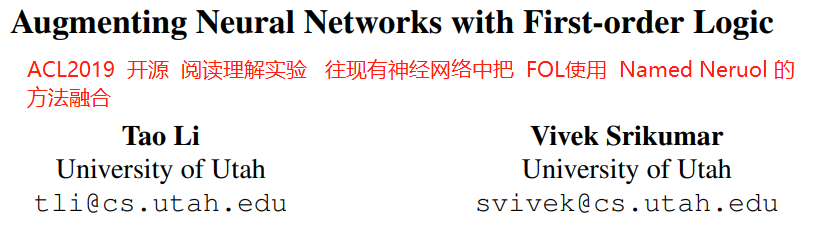 Augmenting Neural Networks with First-order Logic
ACL2019 开源 阅读理解实验 往现有神经网络中把 FOL使用 Named Neruol 的
方法融合
Tao Li
University of Utah
tli@cs.utah.edu
Vivek Srikumar
University of Utah
svivek@cs.utah.edu